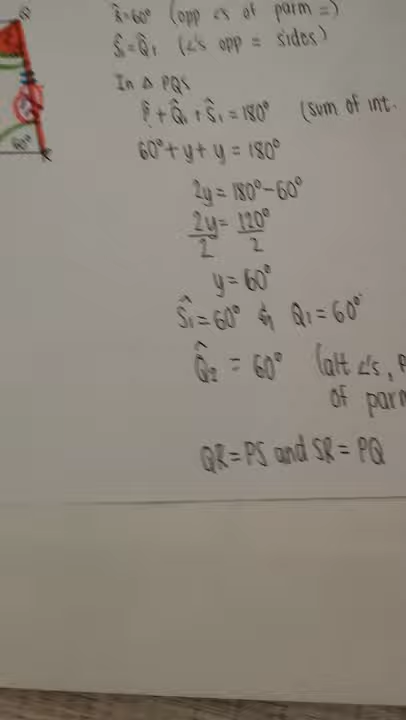 R̂=60° (opp ∠s of parm =)
Ŝ₁=Q̂₁ (∠'s opp = sides)
In △ PQS
P̂+Q̂₁+Ŝ₁=180° (sum of int.
60°+y+y=180°
2y=180°-60°
2y/2=120°/2
y=60°
Ŝ₁=60° & Q₁=60°
Q̂₂ = 60° (alt ∠'s,
of parm
QR=PS and SR=PQ
60°